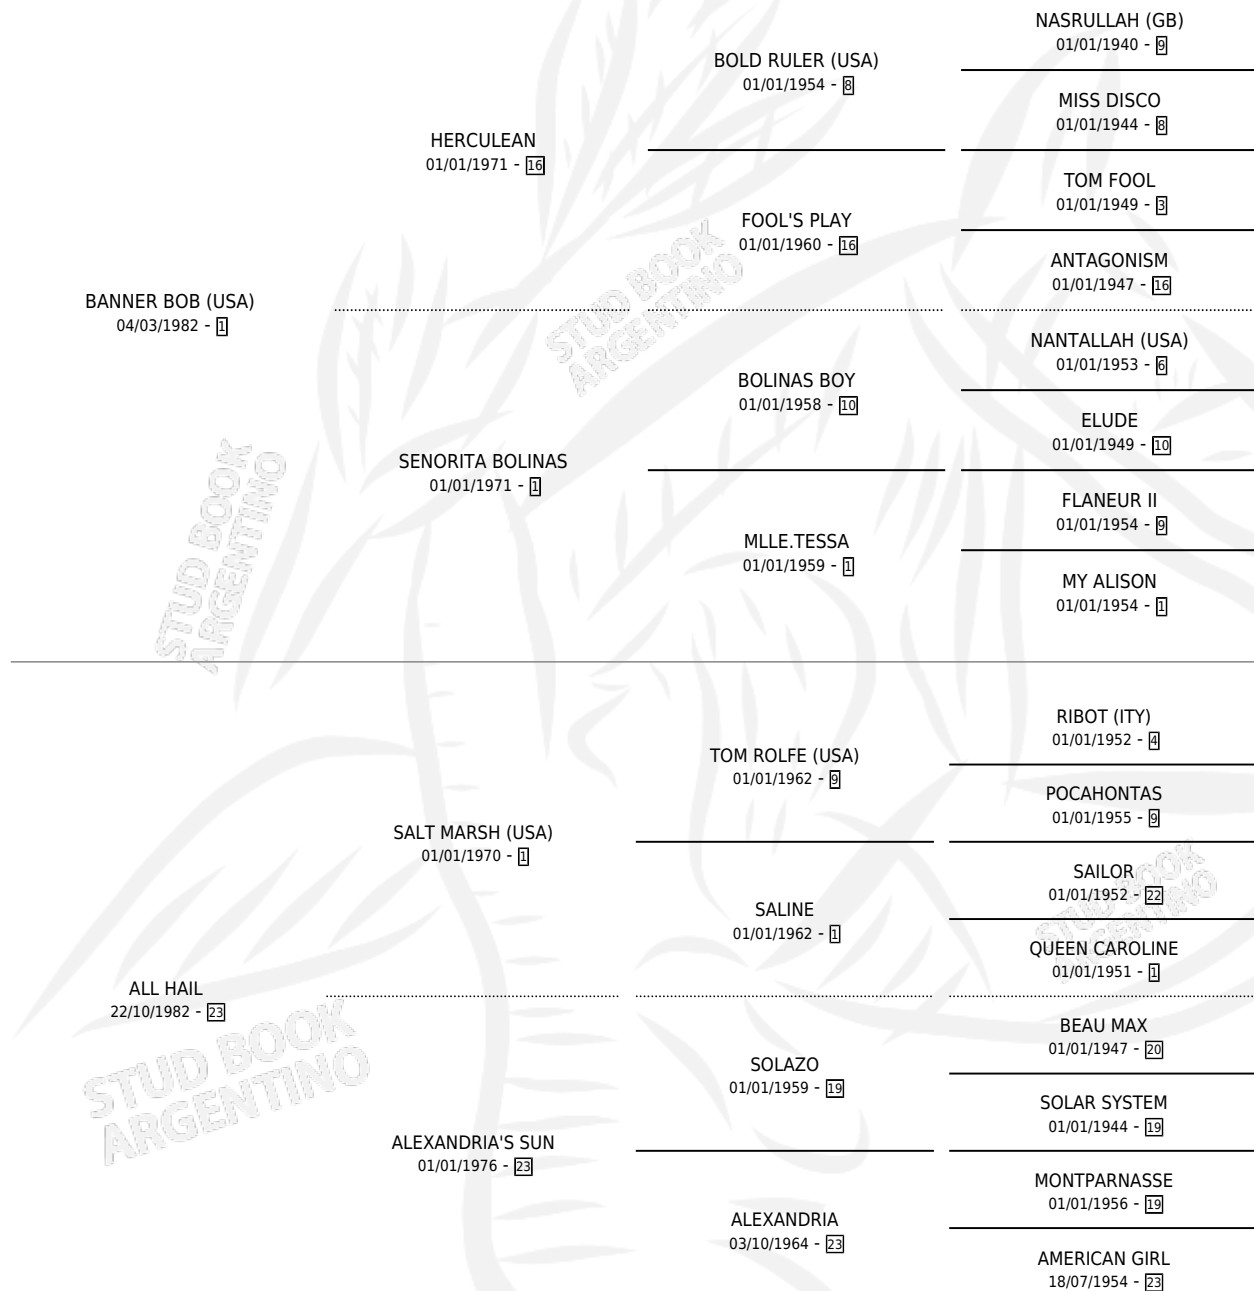 NASRULLAH (GB)
01/01/1940 - 9
BOLD RULER (USA)
01/01/1954 - 8
MISS DISCO
01/01/1944 - 8
HERCULEAN
01/01/1971 - 16
TOM FOOL
01/01/1949 - 3
FOOL'S PLAY
01/01/1960 - 16
ANTAGONISM
01/01/1947 - 16
BANNER BOB (USA)
04/03/1982 - 1
STUD BOOK
ARGENTINO
NANTALLAH (USA)
01/01/1953 - 6
BOLINAS BOY
01/01/1958 - 10
ELUDE
01/01/1949 - 10
SENORITA BOLINAS
01/01/1971 - 1
FLANEUR II
01/01/1954 - 9
MLLE.TESSA
01/01/1959 - 1
MY ALISON
01/01/1954 - 1
STUD BOOK
ARGENTINO
RIBOT (ITY)
01/01/1952 - 4
TOM ROLFE (USA)
01/01/1962 - 9
POCAHONTAS
01/01/1955 - 9
SALT MARSH (USA)
01/01/1970 - 1
SAILOR
01/01/1952 - 22
SALINE
01/01/1962 - 1
QUEEN CAROLINE
01/01/1951 - 1
STUD BOOK
ARGENTINO
ALL HAIL
22/10/1982 - 23
BEAU MAX
01/01/1947 - 20
SOLAZO
01/01/1959 - 19
SOLAR SYSTEM
01/01/1944 - 19
STUD BOOK
ARGENTINO
ALEXANDRIA'S SUN
01/01/1976 - 23
MONTPARNASSE
01/01/1956 - 19
ALEXANDRIA
03/10/1964 - 23
AMERICAN GIRL
18/07/1954 - 23